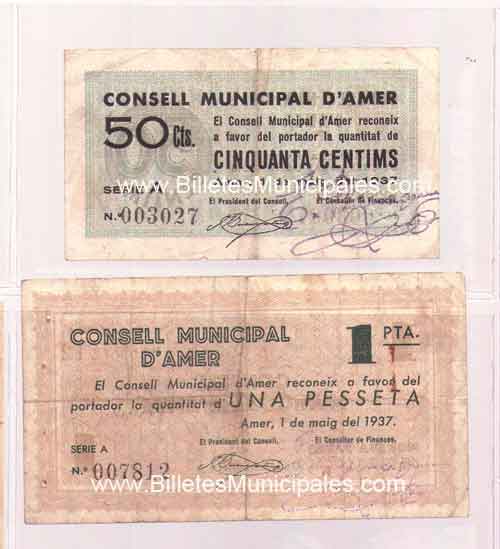 CONSELL MUNICIPAL D'AMER
50 Cts.
El Consell Municipal d'Amer reconeix
a favor del portador la quantitat de
CINQUANTA CENTIMS
1937
SERIE A
www.BilletesMunicipales.com
El President del Consell. El Conseller de Finances.
N.º 003027
CONSELL MUNICIPAL
D'AMER
1 PTA.
El Consell Municipal d'Amer reconeix a favor del
portador la quantitat d'UNA PESSETA
Amer, 1 de maig del 1937.
SERIE A
El President del Consell. El Conseller de Finances.
N.º 007812
www.BilletesMunicipales.com